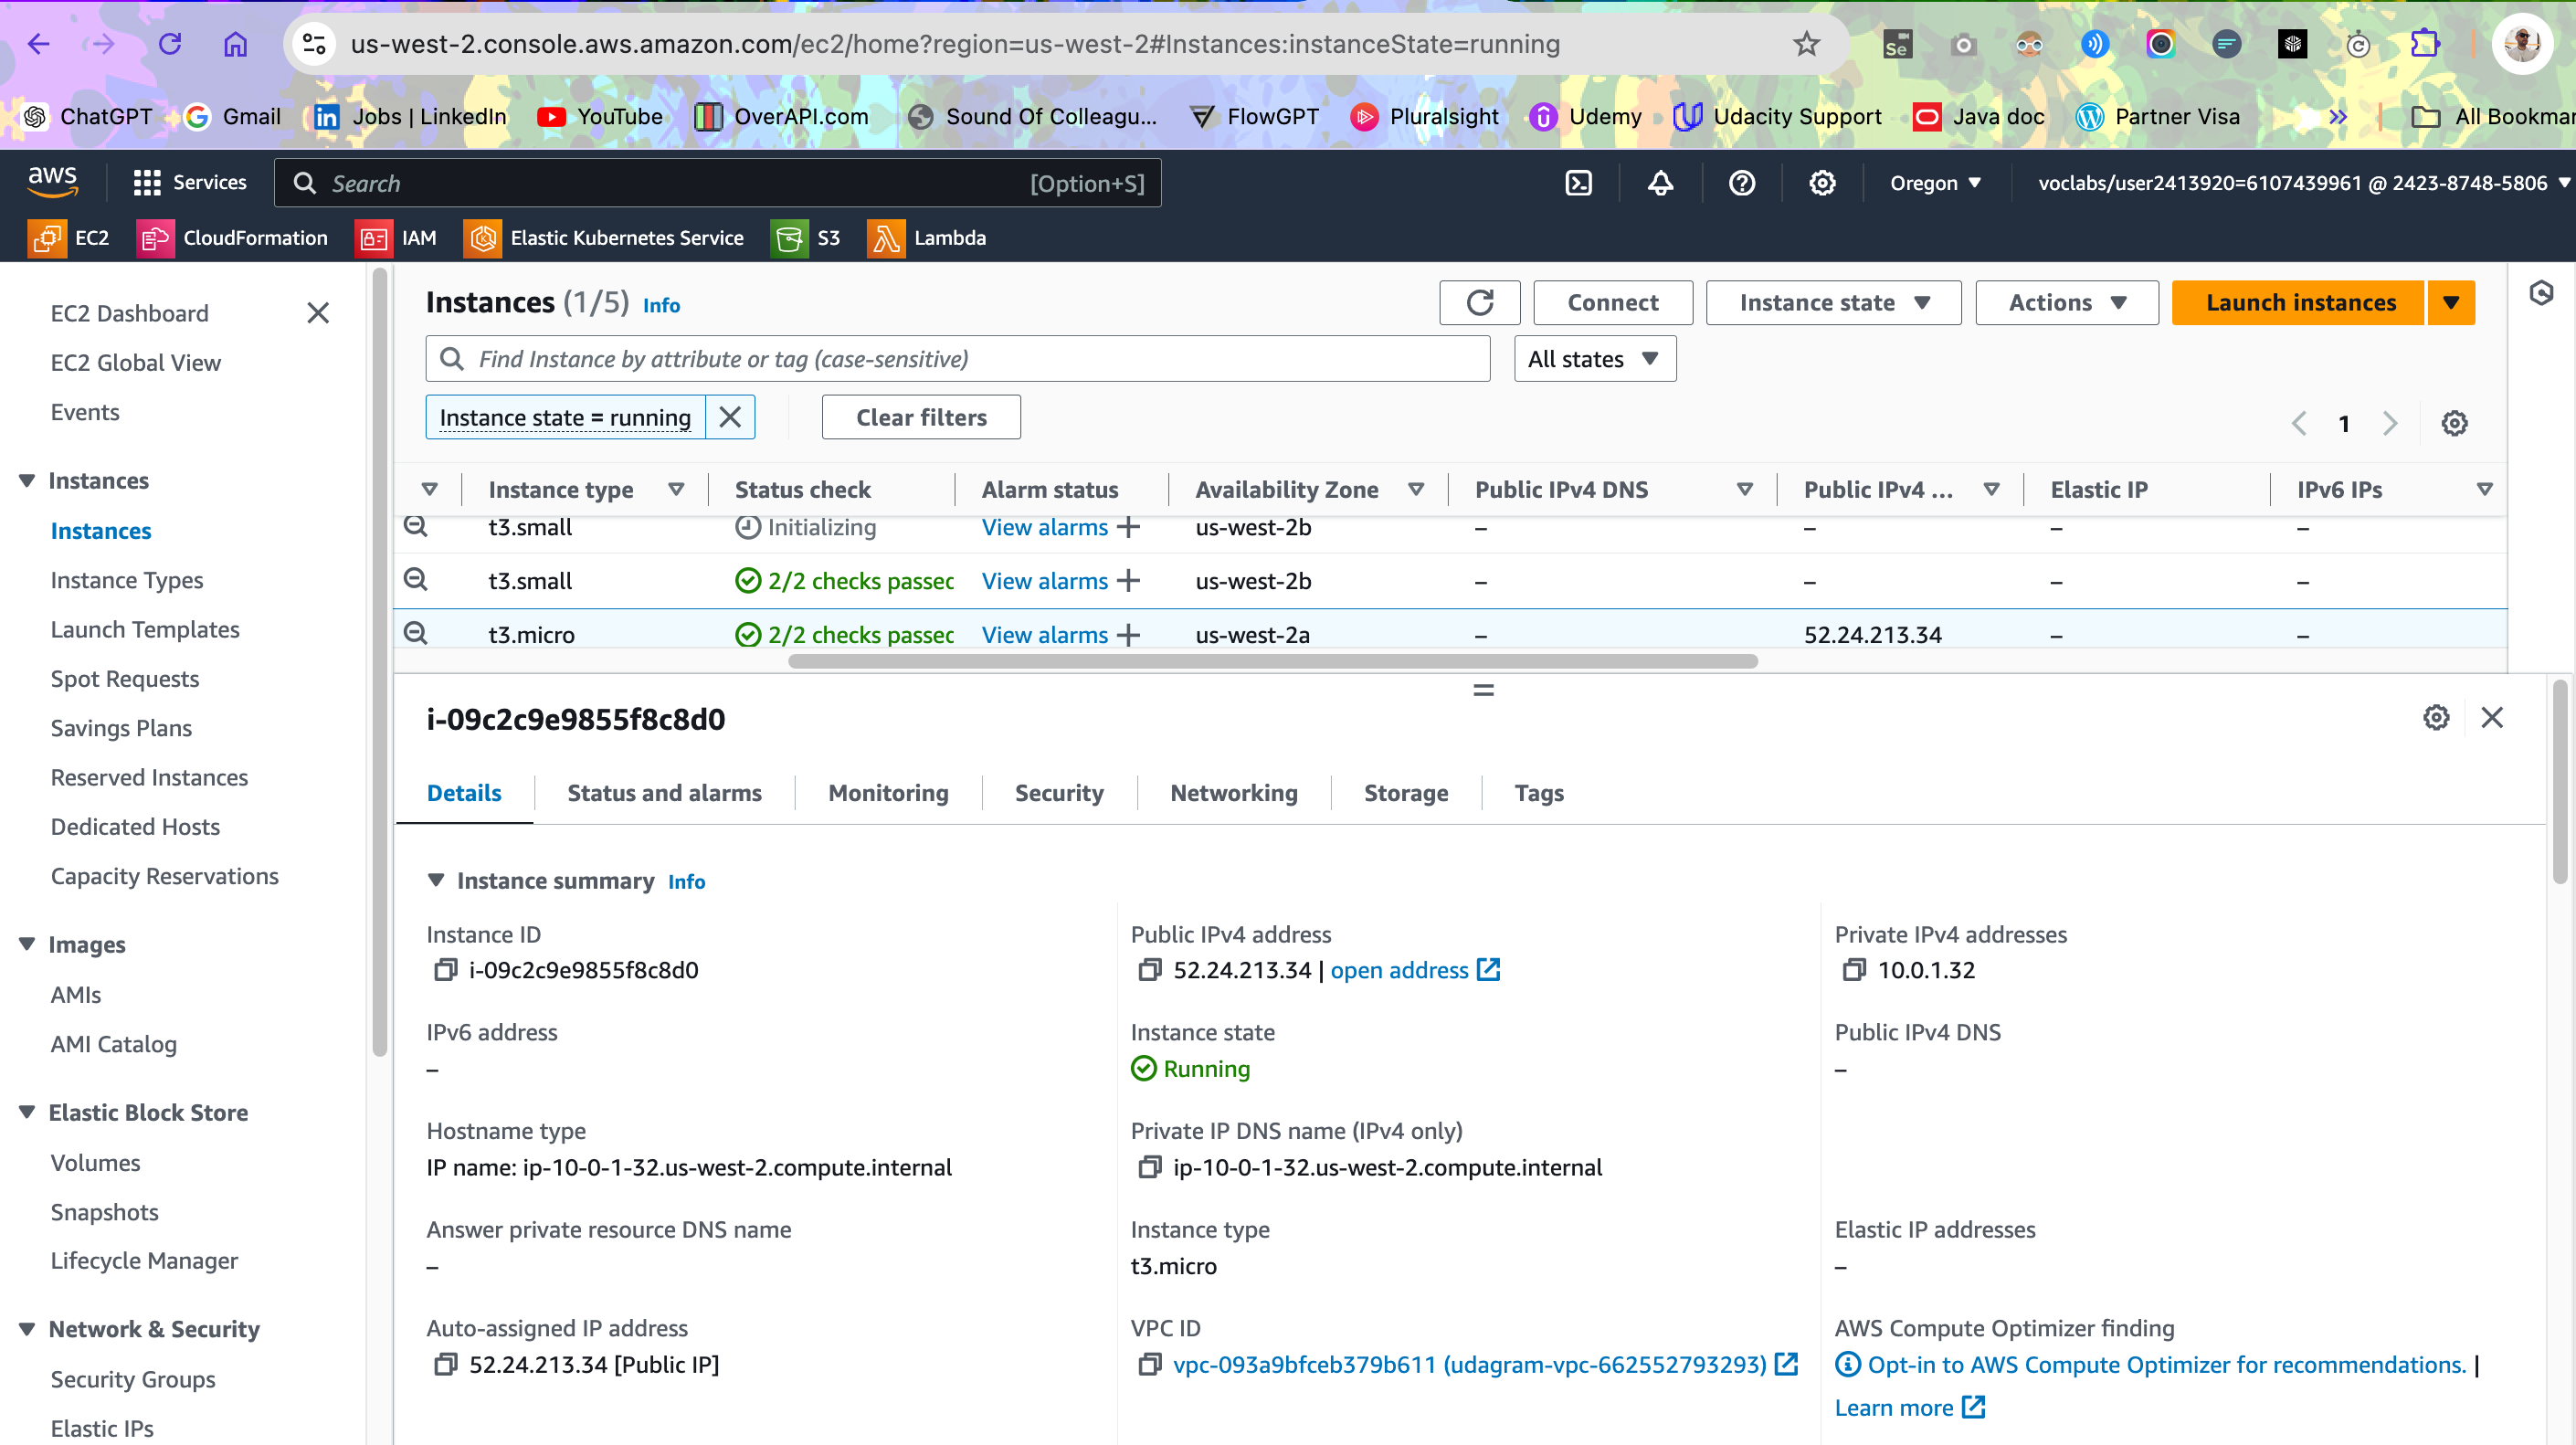 us-west-2.console.aws.amazon.com/ec2/home?region=us-west-2#Instances:instanceState=running
Se
ChatGPT Gmail Jobs | LinkedIn YouTube OverAPI.com Sound Of Colleagu... FlowGPT Pluralsight Udemy Udacity Support Java doc Partner Visa » All Bookmar
aws Services Search [Option+S] Oregon voclabs/user2413920=6107439961 @ 2423-8748-5806
EC2 CloudFormation IAM Elastic Kubernetes Service S3 Lambda
EC2 Dashboard
EC2 Global View
Events
Instances
Instances
Instance Types
Launch Templates
Spot Requests
Savings Plans
Reserved Instances
Dedicated Hosts
Capacity Reservations
Images
AMIs
AMI Catalog
Elastic Block Store
Volumes
Snapshots
Lifecycle Manager
Network & Security
Security Groups
Elastic IPs
Instances (1/5) Info Connect Instance state Actions Launch instances
Find Instance by attribute or tag (case-sensitive) All states
Instance state = running Clear filters 1
Instance type Status check Alarm status Availability Zone Public IPv4 DNS Public IPv4 ... Elastic IP IPv6 IPs
t3.small Initializing View alarms + us-west-2b – – – –
t3.small 2/2 checks passec View alarms + us-west-2b – – – –
t3.micro 2/2 checks passec View alarms + us-west-2a – 52.24.213.34 – –
i-09c2c9e9855f8c8d0
Details Status and alarms Monitoring Security Networking Storage Tags
Instance summary Info
Instance ID
i-09c2c9e9855f8c8d0
Public IPv4 address
52.24.213.34 | open address
Private IPv4 addresses
10.0.1.32
IPv6 address
–
Instance state
Running
Public IPv4 DNS
–
Hostname type
IP name: ip-10-0-1-32.us-west-2.compute.internal
Private IP DNS name (IPv4 only)
ip-10-0-1-32.us-west-2.compute.internal
Answer private resource DNS name
–
Instance type
t3.micro
Elastic IP addresses
–
Auto-assigned IP address
52.24.213.34 [Public IP]
VPC ID
vpc-093a9bfceb379b611 (udagram-vpc-662552793293)
AWS Compute Optimizer finding
Opt-in to AWS Compute Optimizer for recommendations. |
Learn more